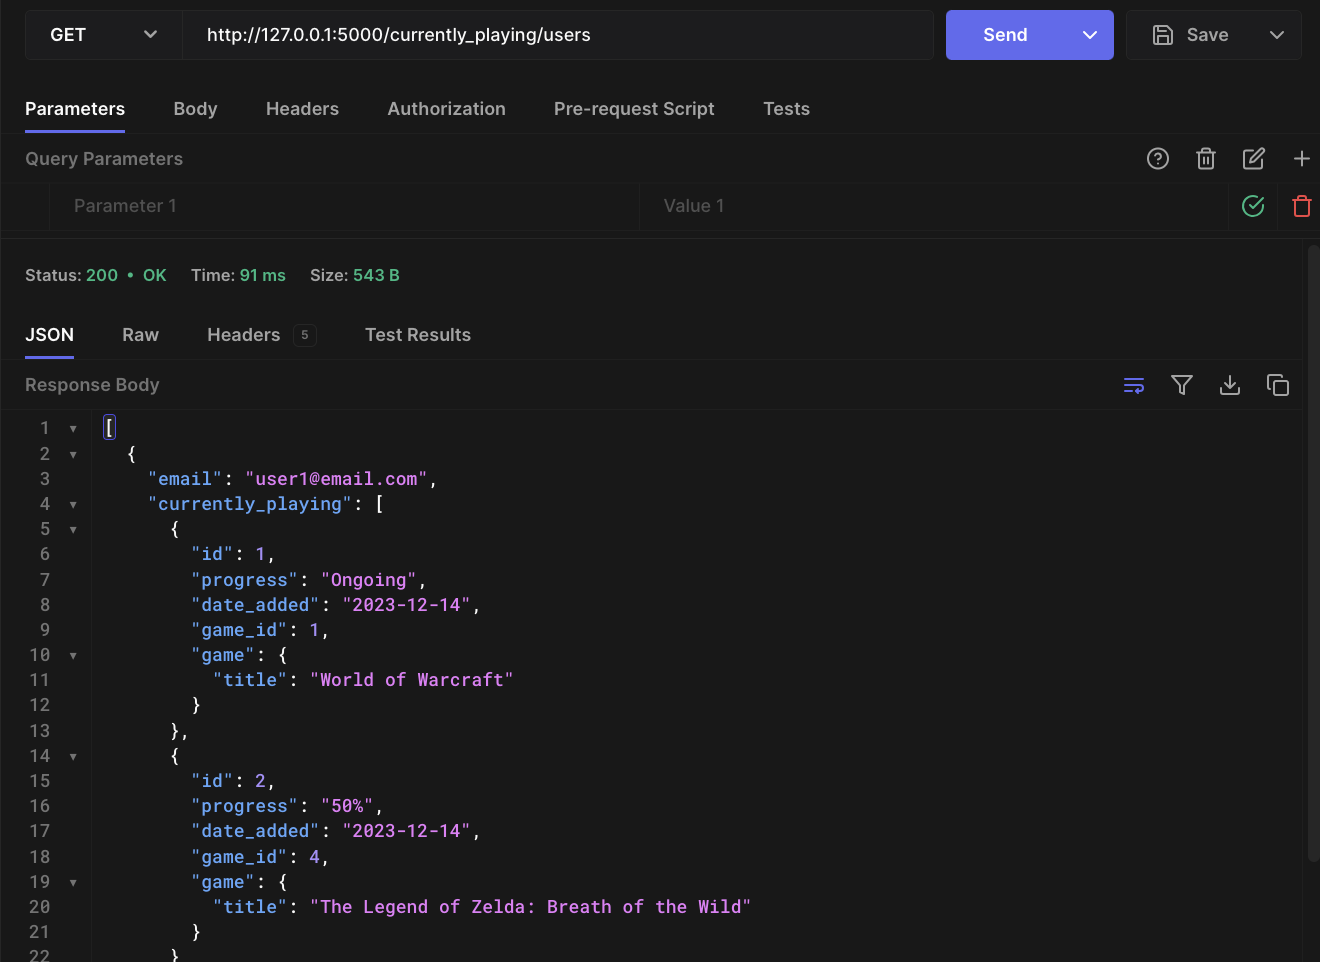 GET http://127.0.0.1:5000/currently_playing/users Send Save
Parameters Body Headers Authorization Pre-request Script Tests
Query Parameters
Parameter 1 Value 1
Status: 200 • OK Time: 91 ms Size: 543 B
JSON Raw Headers 5 Test Results
Response Body
1 [
2 {
3 "email": "user1@email.com",
4 "currently_playing": [
5 {
6 "id": 1,
7 "progress": "Ongoing",
8 "date_added": "2023-12-14",
9 "game_id": 1,
10 "game": {
11 "title": "World of Warcraft"
12 }
13 },
14 {
15 "id": 2,
16 "progress": "50%",
17 "date_added": "2023-12-14",
18 "game_id": 4,
19 "game": {
20 "title": "The Legend of Zelda: Breath of the Wild"
21 }
22 }